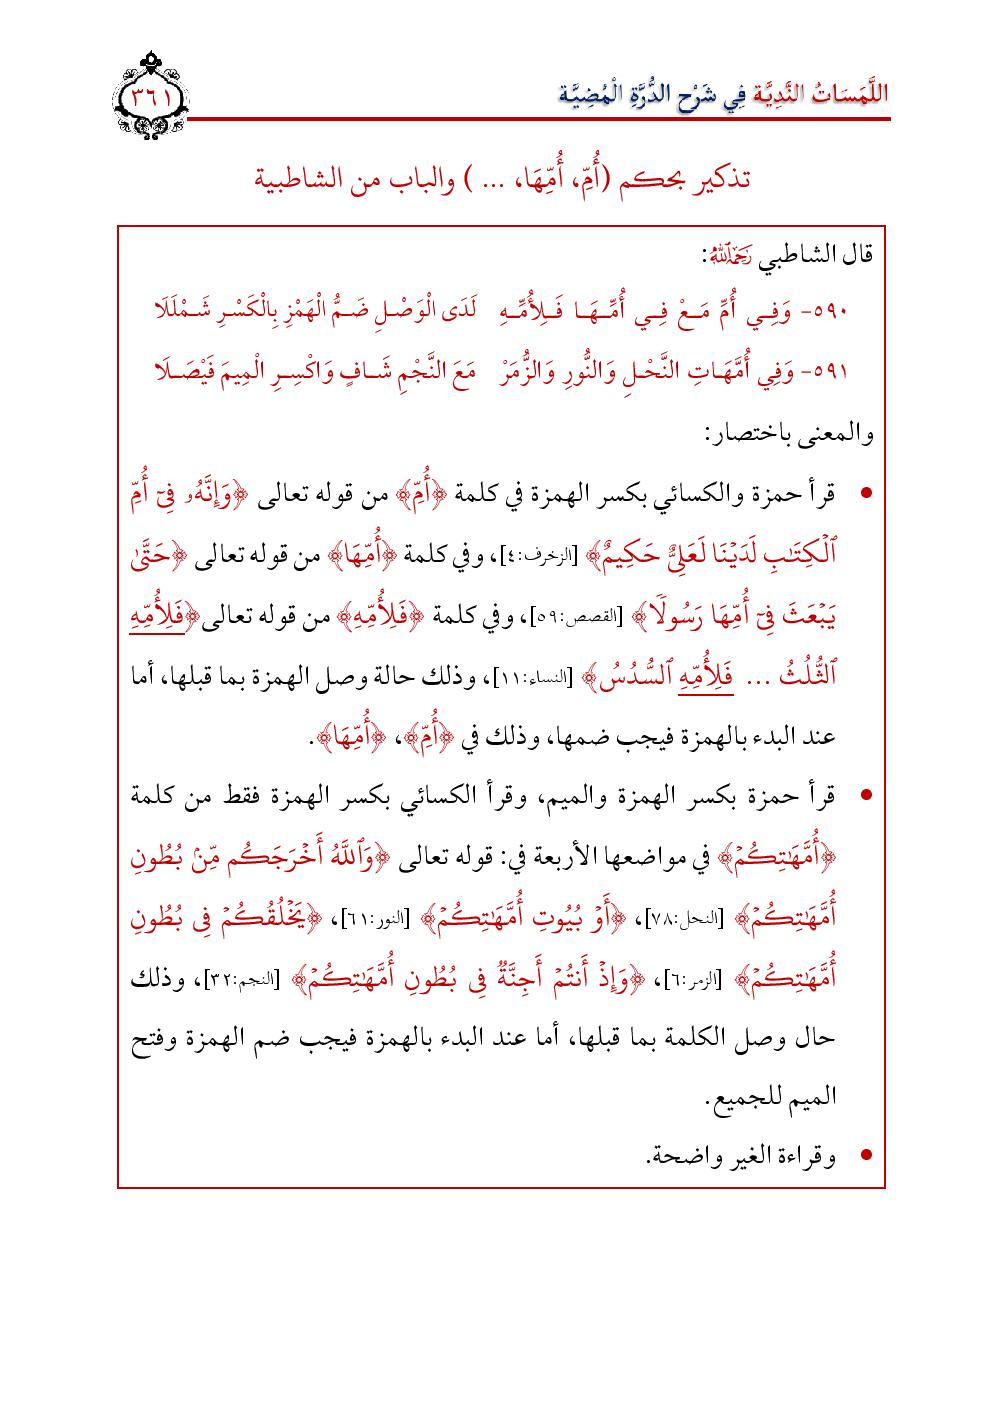 اللَّمَسَاتُ النَّدِيَّة فِي شَرْح الدُّرَّةِ الْمُضِيَّة
٣٦١
تذكير بحكم (أُمِّ، أُمِّهَا، ... ) والباب من الشاطبية
قال الشاطبي رَحِمَهُ ٱللَّهُ:
٥٩٠- وَفِي أُمِّ مَعْ فِي أُمِّهَا فَلِأُمِّهِ لَدَى الْوَصْلِ ضَمُّ الْهَمْزِ بِالْكَسْرِ شَمْلَلَا
٥٩١- وَفِي أُمَّهَاتِ النَّحْلِ وَالنُّورِ وَالزُّمَرْ مَعَ النَّجْمِ شَافٍ وَاكْسِرِ الْمِيمَ فَيْصَلَا
والمعنى باختصار:
• قرأ حمزة والكسائي بكسر الهمزة في كلمة ﴿أُمِّ﴾ من قوله تعالى ﴿وَإِنَّهُۥ فِىٓ أُمِّ
ٱلْكِتَٰبِ لَدَيْنَا لَعَلِىٌّ حَكِيمٌ﴾ [الزخرف:٤]، وفي كلمة ﴿أُمِّهَا﴾ من قوله تعالى ﴿حَتَّىٰ
يَبْعَثَ فِىٓ أُمِّهَا رَسُولًا﴾ [القصص:٥٩]، وفي كلمة ﴿فَلِأُمِّهِ﴾ من قوله تعالى ﴿فَلِأُمِّهِ
ٱلثُّلُثُ ... فَلِأُمِّهِ ٱلسُّدُسُ﴾ [النساء:١١]، وذلك حالة وصل الهمزة بما قبلها، أما
عند البدء بالهمزة فيجب ضمها، وذلك في ﴿أُمِّ﴾، ﴿أُمِّهَا﴾.
• قرأ حمزة بكسر الهمزة والميم، وقرأ الكسائي بكسر الهمزة فقط من كلمة
﴿أُمَّهَٰتِكُمْ﴾ في مواضعها الأربعة في: قوله تعالى ﴿وَٱللَّهُ أَخْرَجَكُم مِّنۢ بُطُونِ
أُمَّهَٰتِكُمْ﴾ [النحل:٧٨]، ﴿أَوْ بُيُوتِ أُمَّهَٰتِكُمْ﴾ [النور:٦١]، ﴿يَخْلُقُكُمْ فِى بُطُونِ
أُمَّهَٰتِكُمْ﴾ [الزمر:٦]، ﴿وَإِذْ أَنتُمْ أَجِنَّةٌ فِى بُطُونِ أُمَّهَٰتِكُمْ﴾ [النجم:٣٢]، وذلك
حال وصل الكلمة بما قبلها، أما عند البدء بالهمزة فيجب ضم الهمزة وفتح
الميم للجميع.
• وقراءة الغير واضحة.